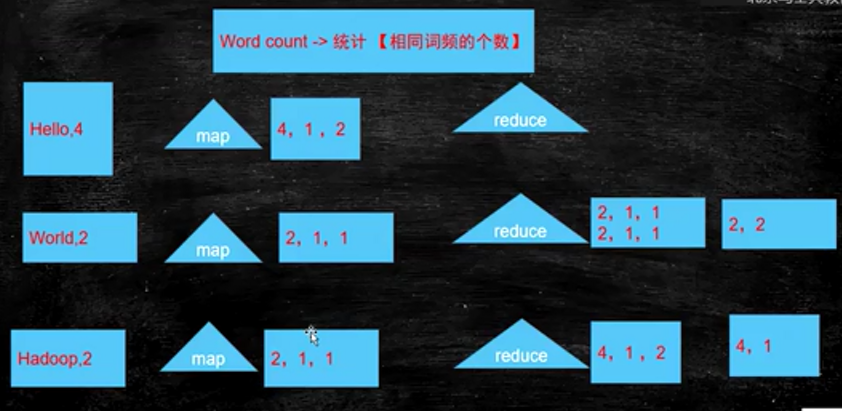 Word count -> 统计 【相同词频的个数】
Hello,4
map
4, 1, 2
reduce
World,2
map
2, 1, 1
reduce
2, 1, 1
2, 1, 1
2, 2
Hadoop,2
map
2, 1, 1
reduce
4, 1, 2
4, 1